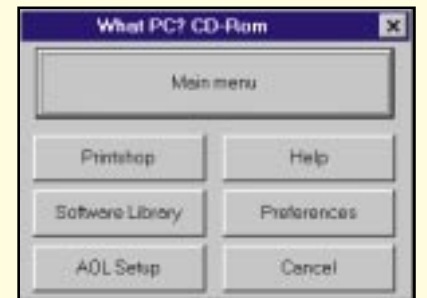 What PC? CD-Rom
Main menu
Printshop Help
Software Library Preferences
AOL Setup Cancel